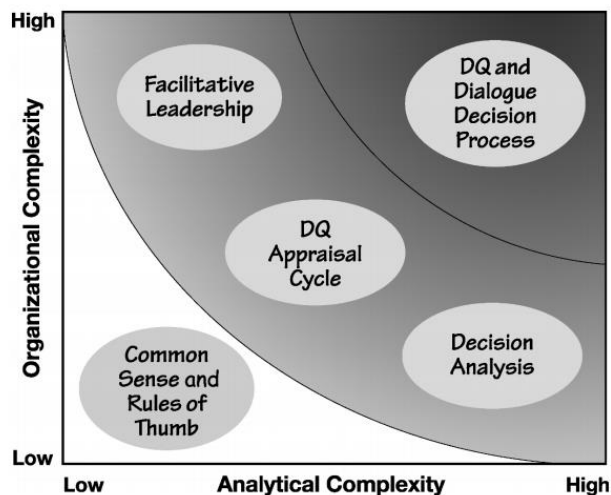 High
Facilitative
Leadership
DQ and
Dialogue
Decision
Process
Organizational Complexity
DQ
Appraisal
Cycle
Common
Sense and
Rules of
Thumb
Decision
Analysis
Low
Low
Analytical Complexity
High